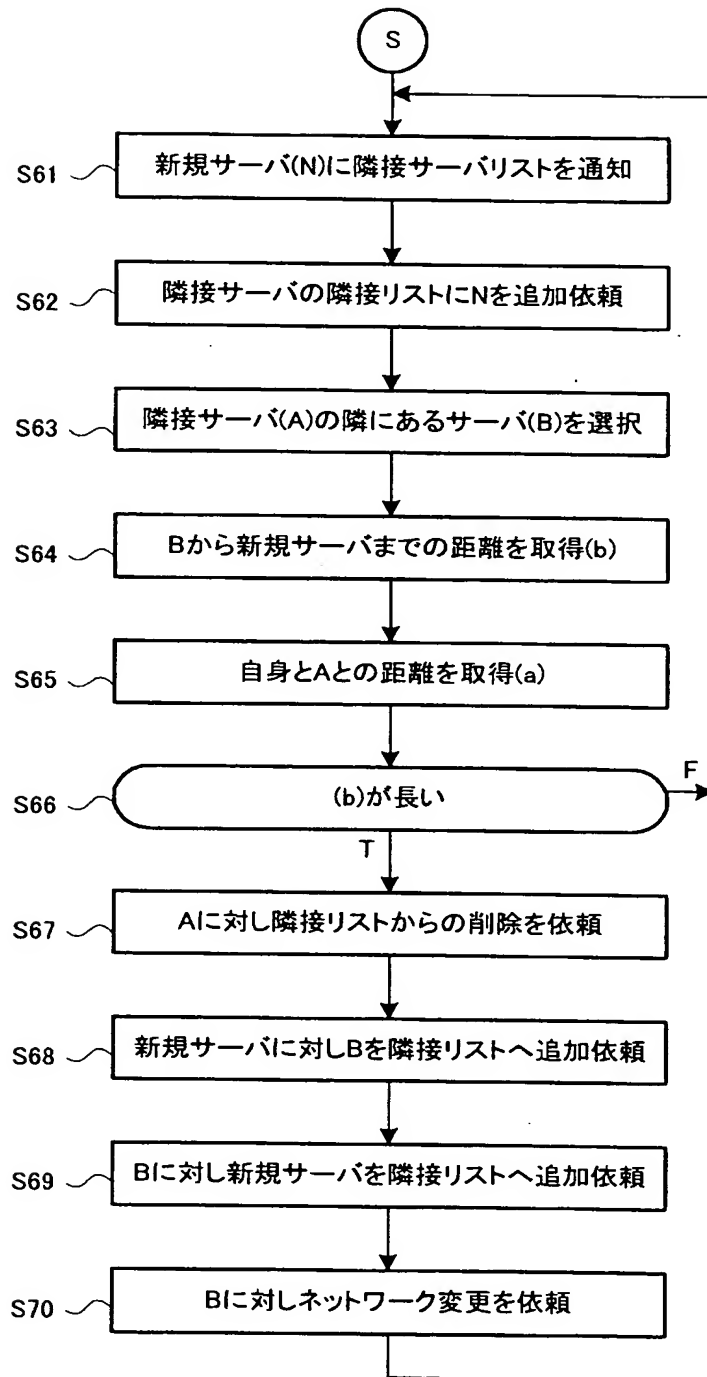 S
S61 新規サーバ(N)に隣接サーバリストを通知
S62 隣接サーバの隣接リストにNを追加依頼
S63 隣接サーバ(A)の隣にあるサーバ(B)を選択
S64 Bから新規サーバまでの距離を取得(b)
S65 自身とAとの距離を取得(a)
S66 (b)が長い F
T
S67 Aに対し隣接リストからの削除を依頼
S68 新規サーバに対しBを隣接リストへ追加依頼
S69 Bに対し新規サーバを隣接リストへ追加依頼
S70 Bに対しネットワーク変更を依頼